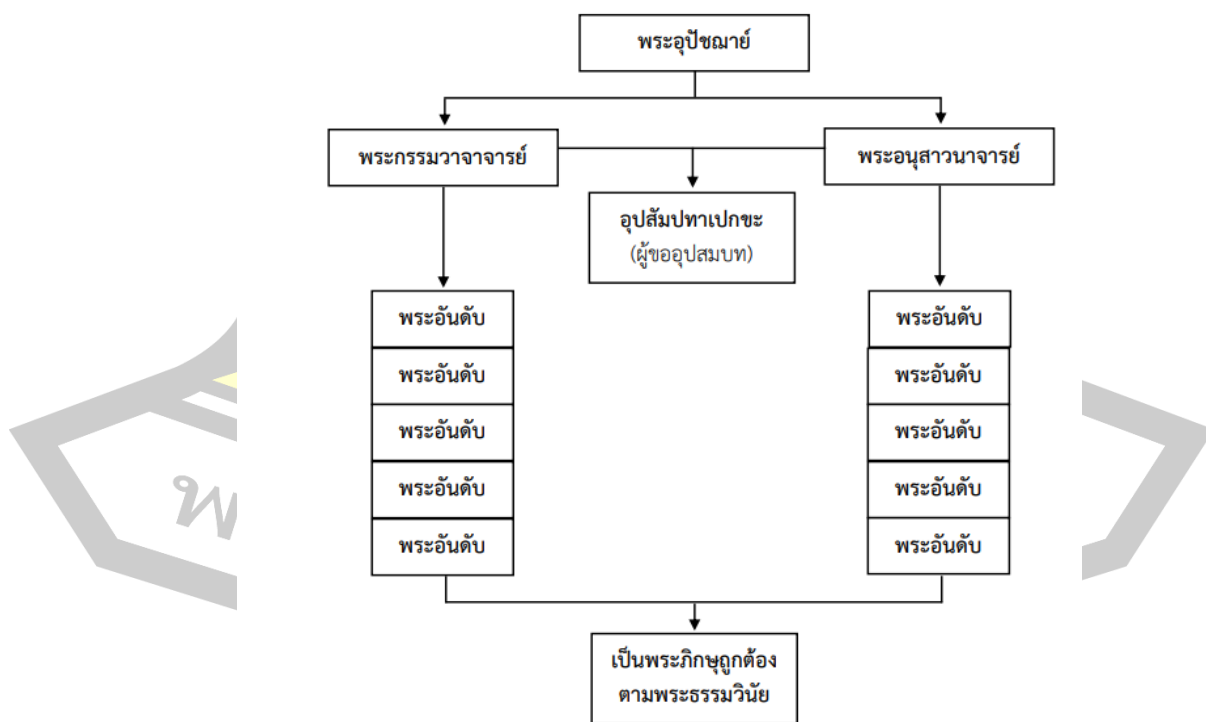 พระอุปัชฌาย์
พระกรรมวาจาจารย์
พระอนุสาวนาจารย์
อุปสัมปทาเปกขะ
(ผู้ขออุปสมบท)
พระอันดับ
พระอันดับ
พระอันดับ
พระอันดับ
พระอันดับ
พระอันดับ
พระอันดับ
พระอันดับ
พระอันดับ
พระอันดับ
เป็นพระภิกษุถูกต้อง
ตามพระธรรมวินัย